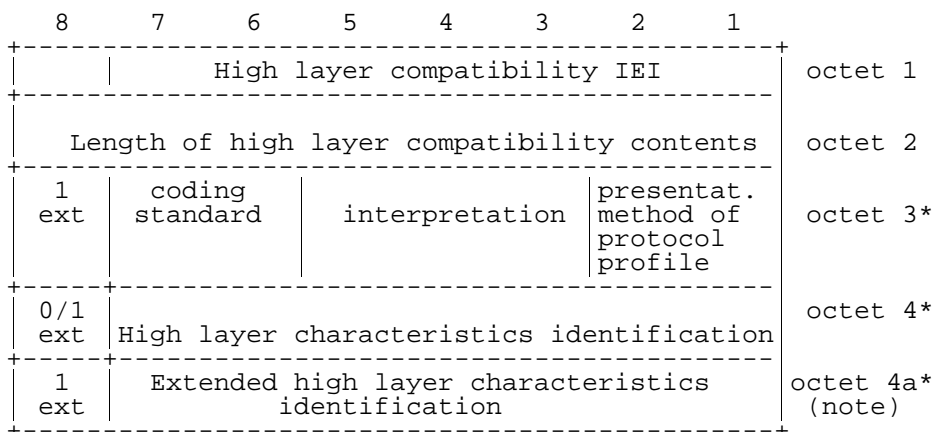 8 7 6 5 4 3 2 1
High layer compatibility IEI octet 1
Length of high layer compatibility contents octet 2
1 coding presentat.
ext standard interpretation method of octet 3*
protocol
profile
0/1 octet 4*
ext High layer characteristics identification
1 Extended high layer characteristics octet 4a*
ext identification (note)